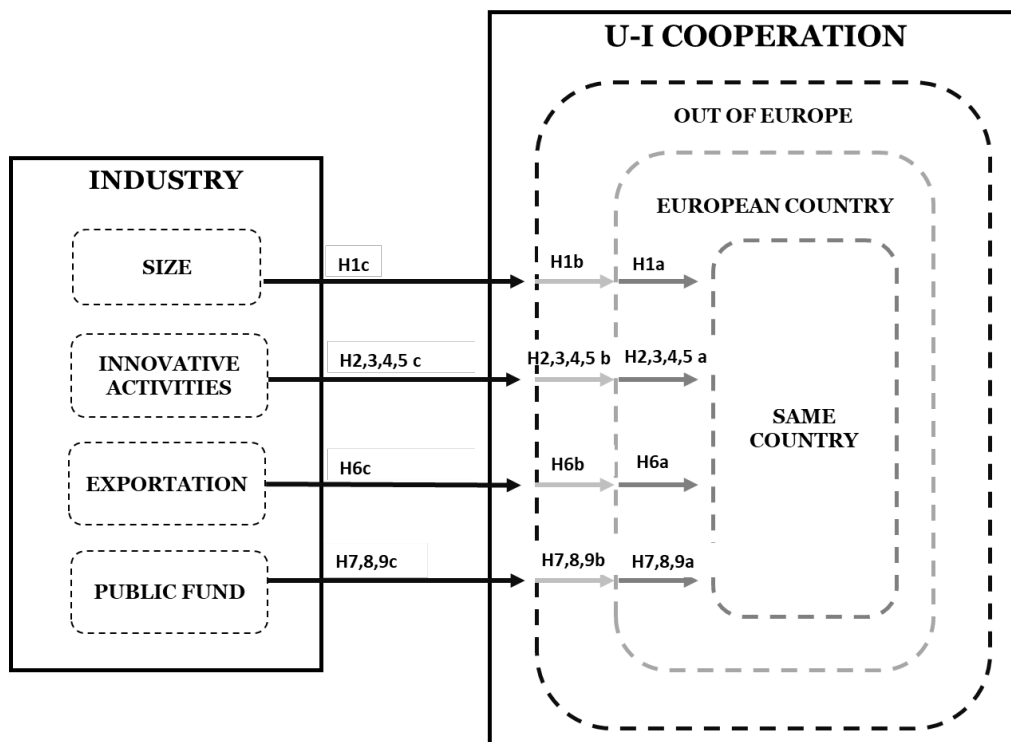 U-I COOPERATION
OUT OF EUROPE
INDUSTRY
EUROPEAN COUNTRY
SIZE
H1c
H1b
H1a
INNOVATIVE
ACTIVITIES
H2,3,4,5 c
H2,3,4,5 b
H2,3,4,5 a
SAME
COUNTRY
EXPORTATION
H6c
H6b
H6a
PUBLIC FUND
H7,8,9c
H7,8,9b
H7,8,9a